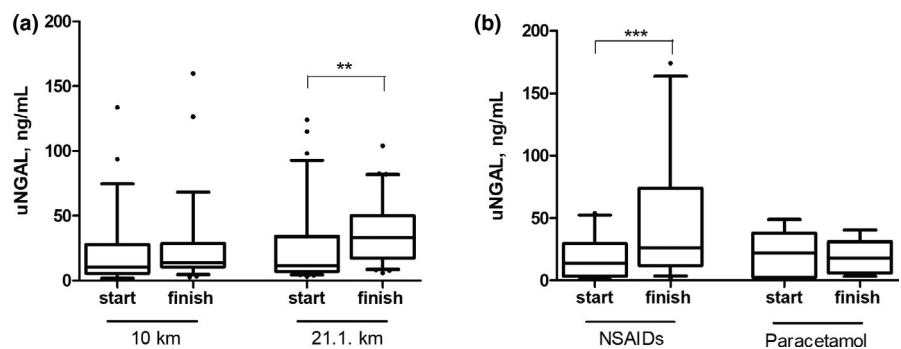 (a)
200
150
100
50
0
uNGAL, ng/mL
**
start finish start finish
10 km 21.1. km
(b)
200
150
100
50
0
uNGAL, ng/mL
***
start finish start finish
NSAIDs Paracetamol